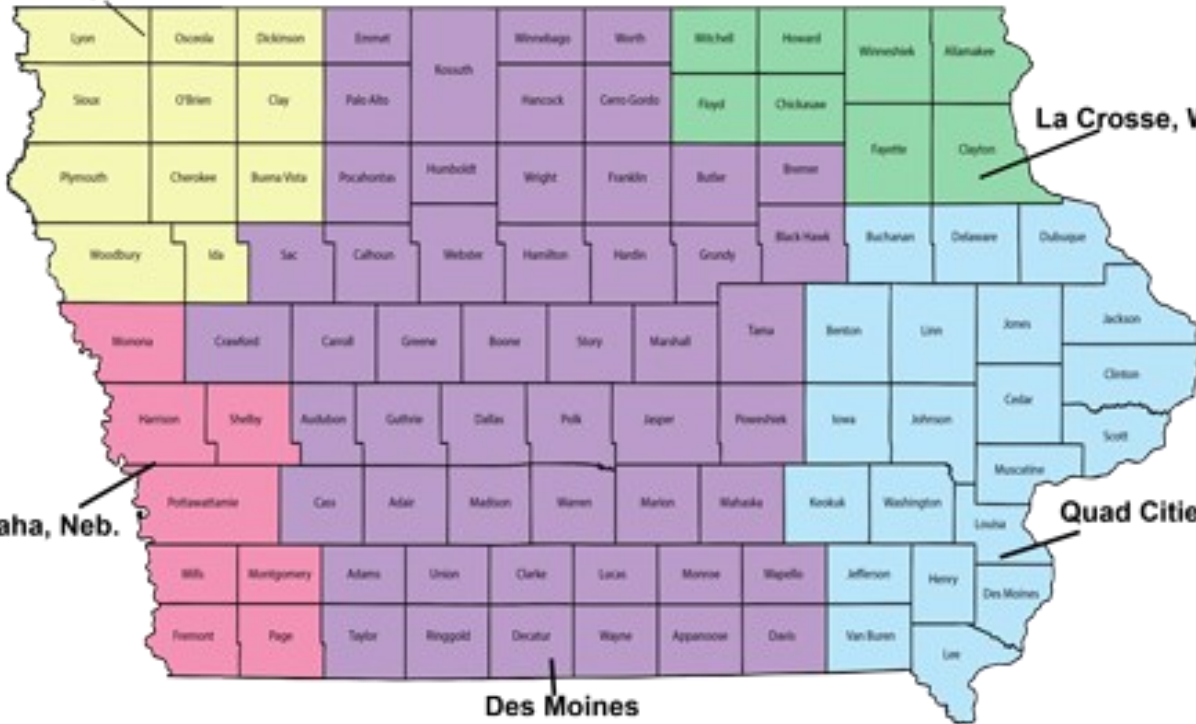 Lyon Osceola Dickinson Emmet Winnebago Worth Mitchell Howard
Kossuth Winneshiek Allamakee
Sioux O'Brien Clay Palo Alto Hancock Cerro Gordo Floyd Chickasaw
La Crosse, W
Fayette Clayton
Plymouth Cherokee Buena Vista Pocahontas Humboldt Wright Franklin Butler Bremer
Woodbury Ida Sac Calhoun Webster Hamilton Hardin Grundy Black Hawk Buchanan Delaware Dubuque
Monona Crawford Carroll Greene Boone Story Marshall Tama Benton Linn Jones Jackson
Clinton
Harrison Shelby Audubon Guthrie Dallas Polk Jasper Poweshiek Iowa Johnson Cedar Scott
Muscatine
Pottawattamie Cass Adair Madison Warren Marion Mahaska Keokuk Washington
aha, Neb. Louisa Quad Citie
Mills Montgomery Adams Union Clarke Lucas Monroe Wapello Jefferson Henry Des Moines
Fremont Page Taylor Ringgold Decatur Wayne Appanoose Davis Van Buren Lee
Des Moines